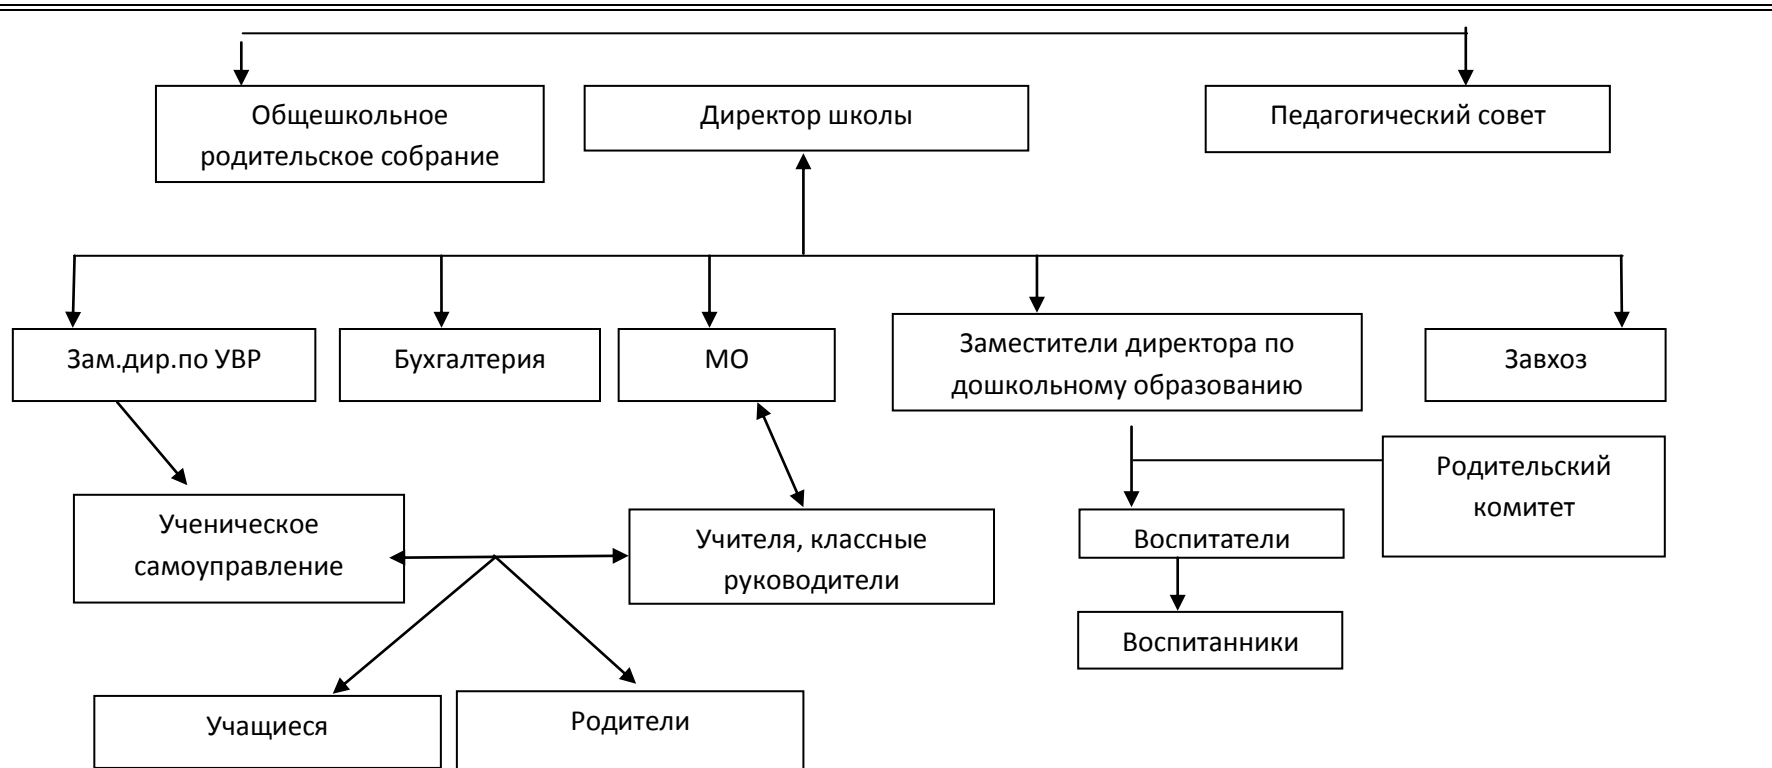 Общешкольное
родительское собрание
Директор школы
Педагогический совет
Зам.дир.по УВР
Бухгалтерия
МО
Заместители директора по
дошкольному образованию
Завхоз
Родительский
комитет
Ученическое
самоуправление
Учителя, классные
руководители
Воспитатели
Воспитанники
Учащиеся
Родители